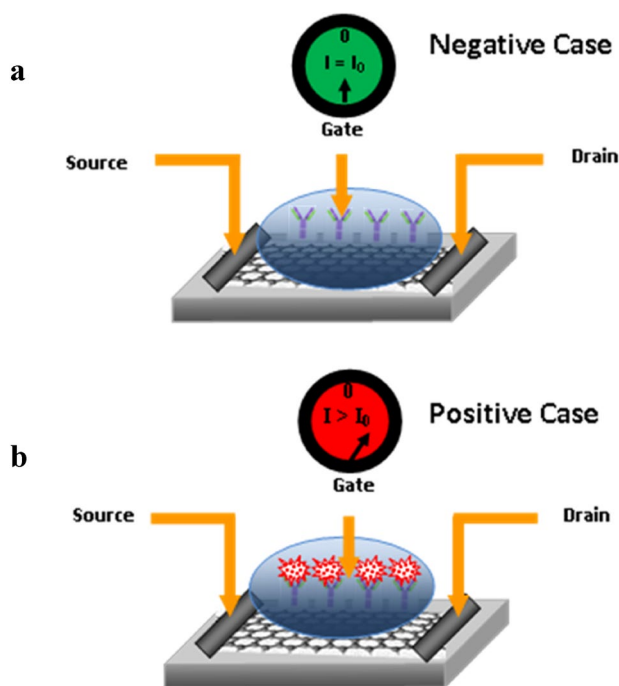 a
Negative Case
0
I = I₀
Gate
Source
Drain
b
Positive Case
0
I > I₀
Gate
Source
Drain